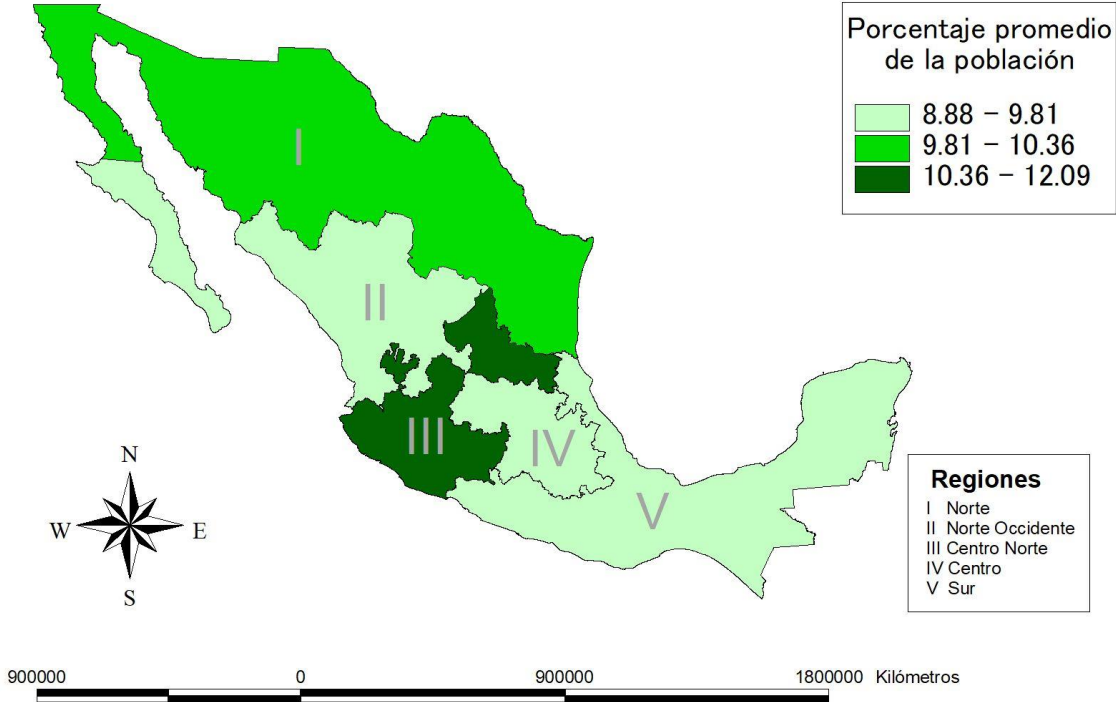 Porcentaje promedio
de la población
8.88 - 9.81
9.81 - 10.36
10.36 - 12.09
I
II
III
IV
V
N
W E
S
Regiones
I Norte
II Norte Occidente
III Centro Norte
IV Centro
V Sur
900000 0 900000 1800000 Kilómetros